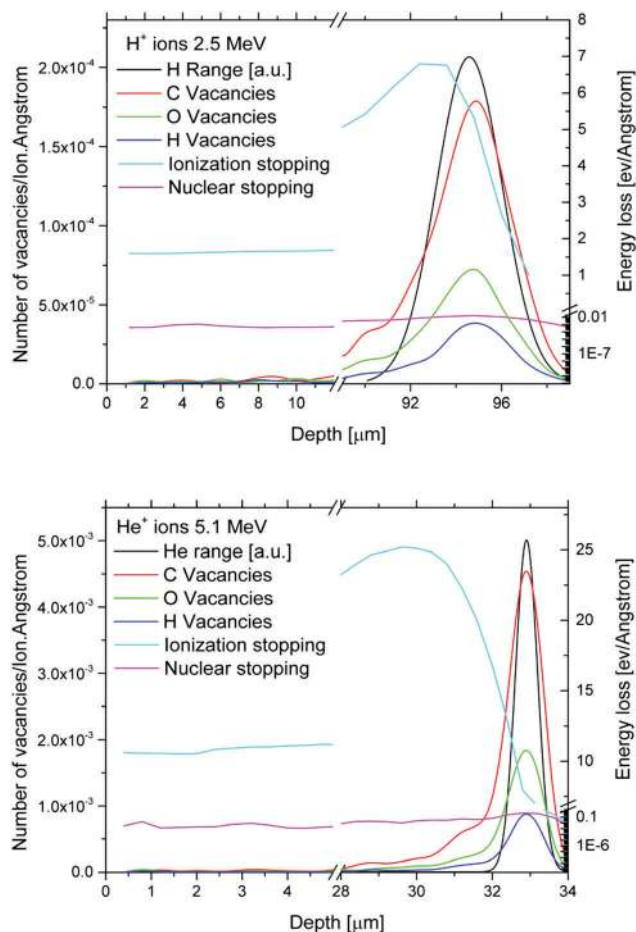 H⁺ ions 2.5 MeV
H Range [a.u.]
C Vacancies
O Vacancies
H Vacancies
Ionization stopping
Nuclear stopping
Number of vacancies/Ion.Angstrom
2.0x10⁻⁴
1.5x10⁻⁴
1.0x10⁻⁴
5.0x10⁻⁵
0.0
8
7
6
5
4
3
2
1
0.01
1E-7
Energy loss [ev/Angstrom]
2 4 6 8 10 92 96
Depth [μm]
He⁺ ions 5.1 MeV
He range [a.u.]
C Vacancies
O Vacancies
H Vacancies
Ionization stopping
Nuclear stopping
Number of vacancies/Ion.Angstrom
5.0x10⁻³
4.0x10⁻³
3.0x10⁻³
2.0x10⁻³
1.0x10⁻³
0.0
25
20
15
10
0.1
1E-6
Energy loss [ev/Angstrom]
0 1 2 3 4 28 30 32 34
Depth [μm]